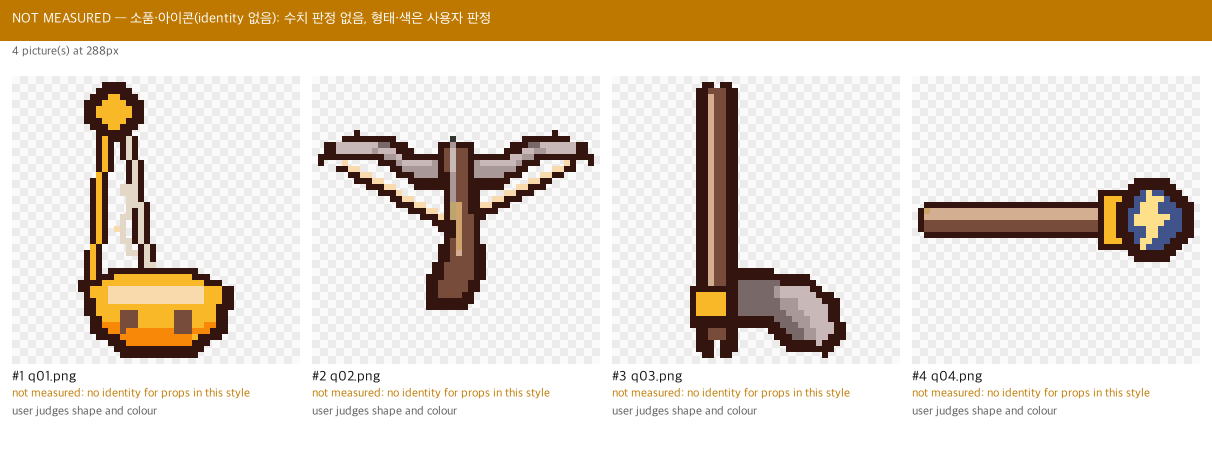 NOT MEASURED — 소품·아이콘(identity 없음): 수치 판정 없음, 형태·색은 사용자 판정
4 picture(s) at 288px
#1 q01.png
not measured: no identity for props in this style
user judges shape and colour
#2 q02.png
not measured: no identity for props in this style
user judges shape and colour
#3 q03.png
not measured: no identity for props in this style
user judges shape and colour
#4 q04.png
not measured: no identity for props in this style
user judges shape and colour